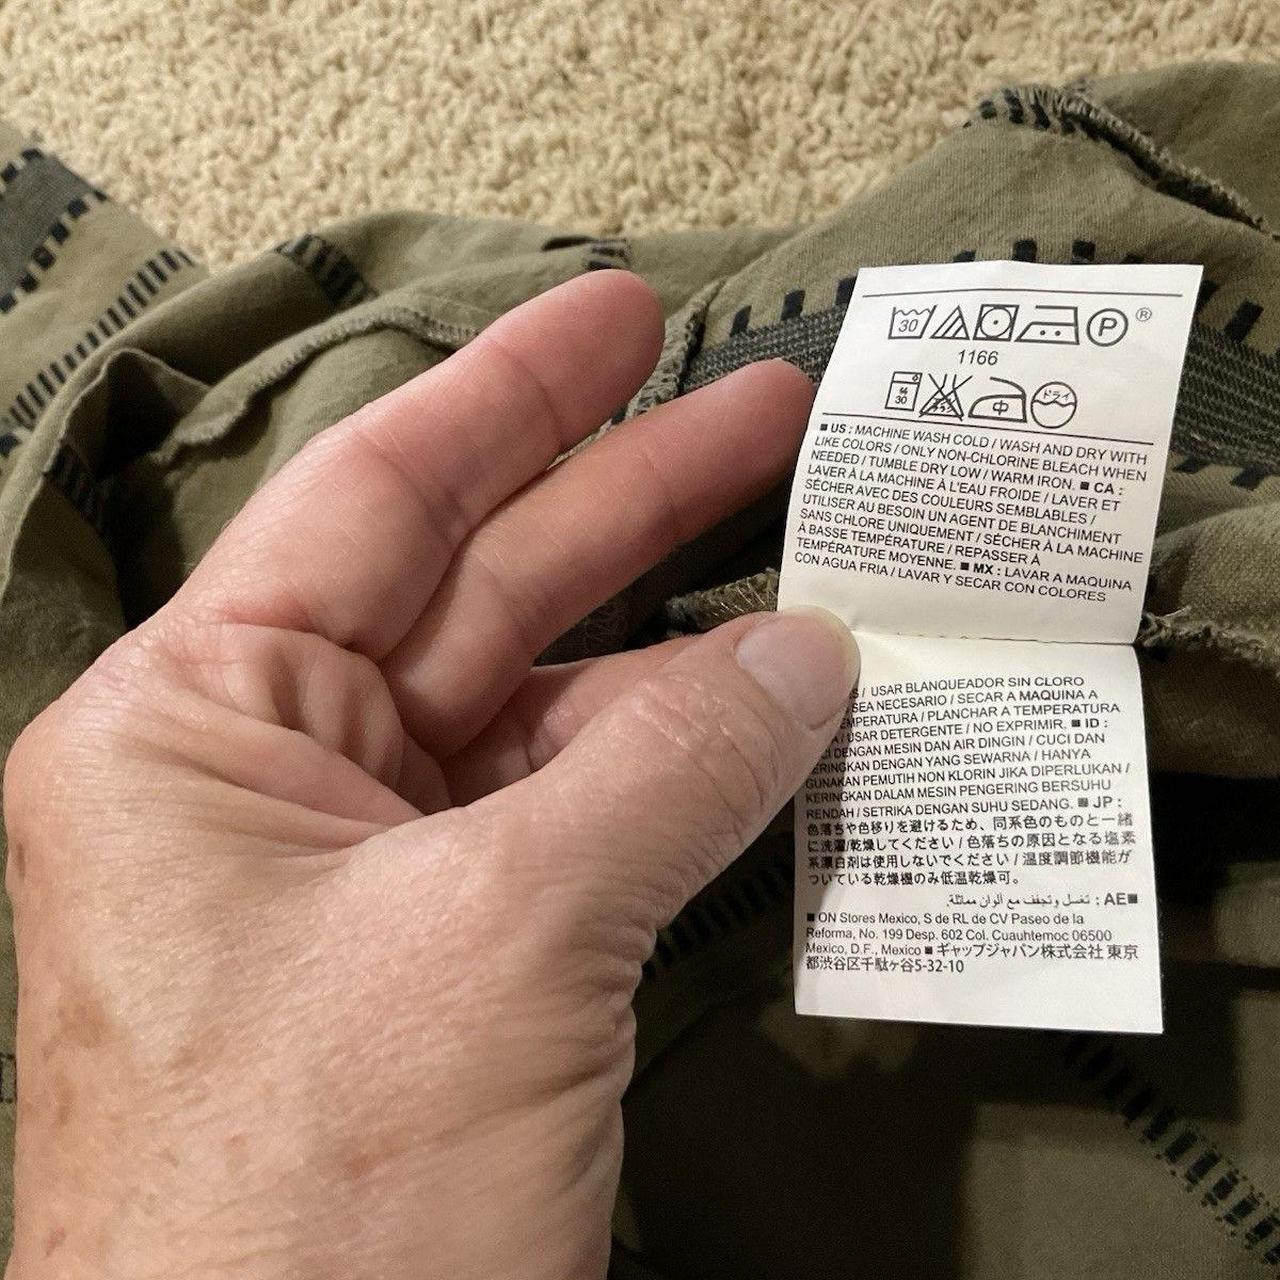 30 P ®
1166
30 中 ドライ
■ US : MACHINE WASH COLD / WASH AND DRY WITH
LIKE COLORS / ONLY NON-CHLORINE BLEACH WHEN
NEEDED / TUMBLE DRY LOW / WARM IRON. ■ CA :
LAVER À LA MACHINE À L'EAU FROIDE / LAVER ET
SÉCHER AVEC DES COULEURS SEMBLABLES /
UTILISER AU BESOIN UN AGENT DE BLANCHIMENT
SANS CHLORE UNIQUEMENT / SÉCHER À LA MACHINE
À BASSE TEMPÉRATURE / REPASSER À
TEMPÉRATURE MOYENNE. ■ MX : LAVAR A MAQUINA
CON AGUA FRIA / LAVAR Y SECAR CON COLORES
/ USAR BLANQUEADOR SIN CLORO
SEA NECESARIO / SECAR A MAQUINA A
/ PLANCHAR A TEMPERATURA
/ USAR DETERGENTE / NO EXPRIMIR. ■ ID :
DENGAN MESIN DAN AIR DINGIN / CUCI DAN
KERINGKAN DENGAN YANG SEWARNA / HANYA
GUNAKAN PEMUTIH NON KLORIN JIKA DIPERLUKAN /
KERINGKAN DALAM MESIN PENGERING BERSUHU
RENDAH / SETRIKA DENGAN SUHU SEDANG. ■ JP :
色落ちや色移りを避けるため、同系色のものと一緒
に洗濯/乾燥してください / 色落ちの原因となる塩素
系漂白剤は使用しないでください / 温度調節機能が
ついている乾燥機のみ低温乾燥可。
■AE : تغسل وتجفف مع ألوان مماثلة.
■ ON Stores Mexico, S de RL de CV Paseo de la
Reforma, No. 199 Desp. 602 Col. Cuauhtemoc 06500
Mexico, D.F., Mexico ■ ギャップジャパン株式会社 東京
都渋谷区千駄ヶ谷5-32-10